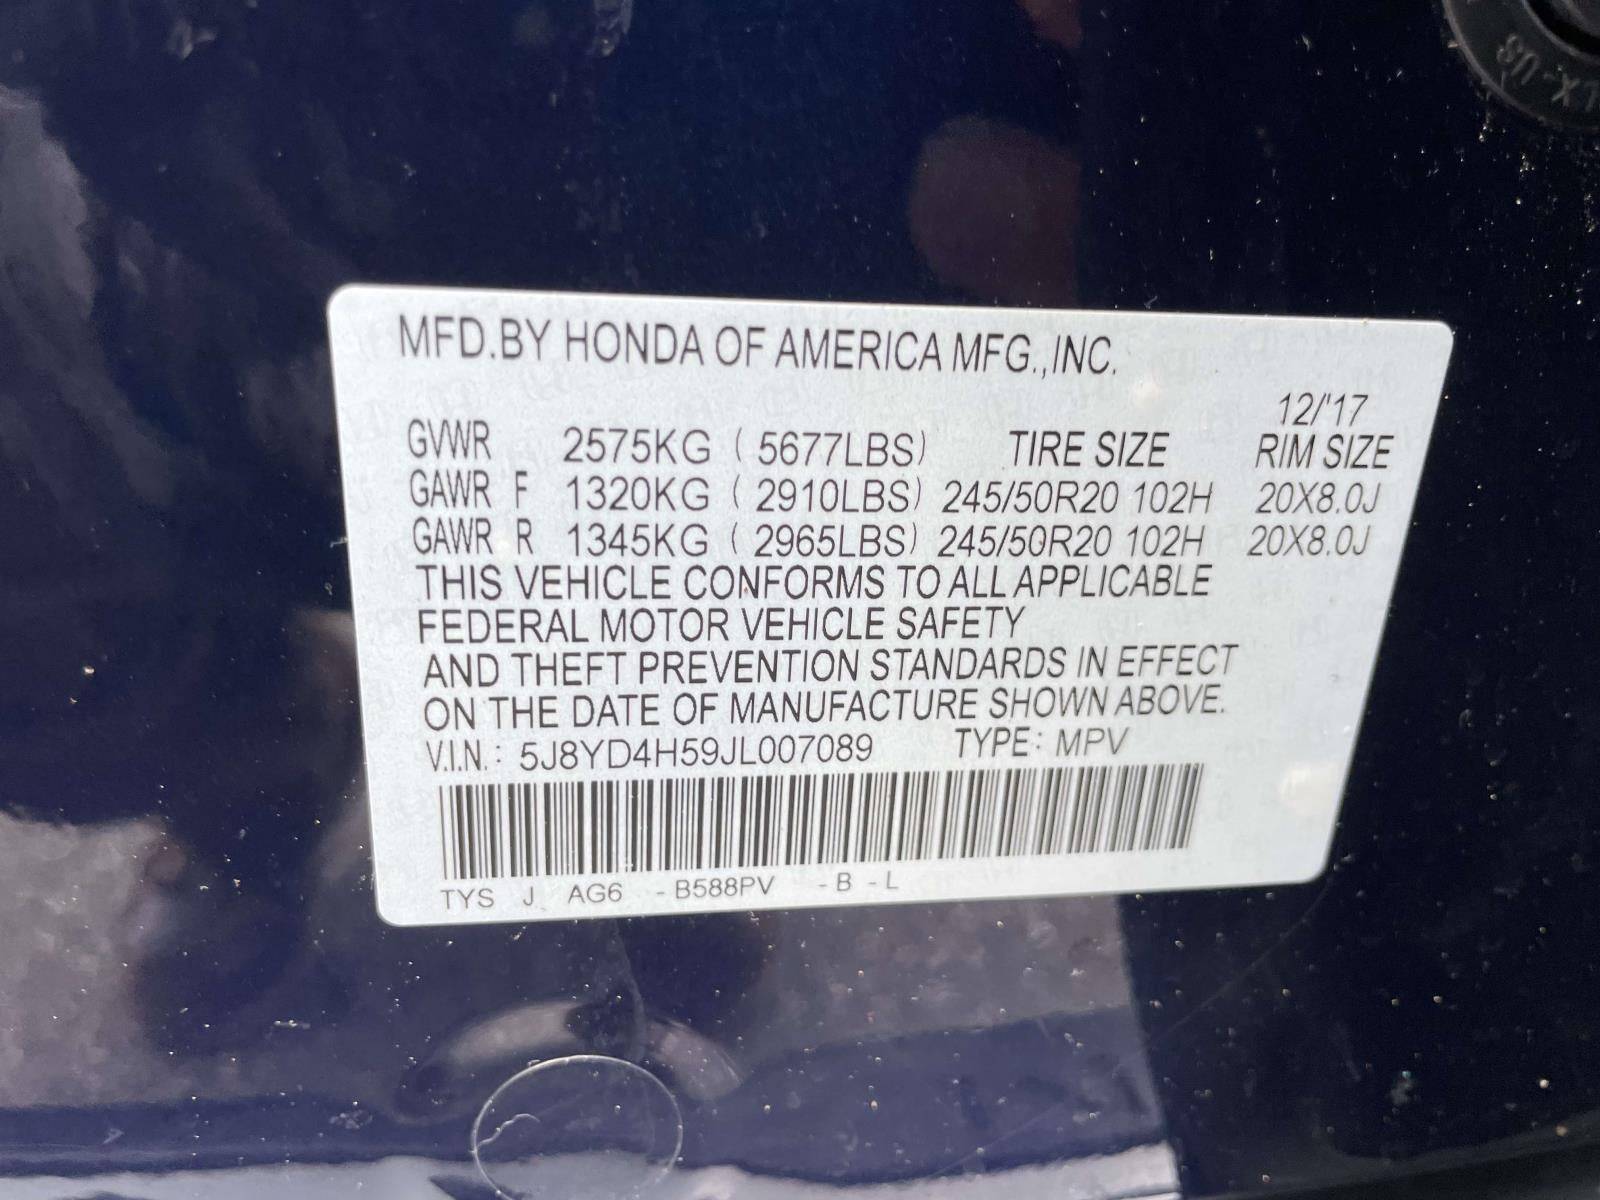 LX-U8
MFD.BY HONDA OF AMERICA MFG.,INC.
12/'17
GVWR 2575KG ( 5677LBS) TIRE SIZE RIM SIZE
GAWR F 1320KG ( 2910LBS) 245/50R20 102H 20X8.0J
GAWR R 1345KG ( 2965LBS) 245/50R20 102H 20X8.0J
THIS VEHICLE CONFORMS TO ALL APPLICABLE
FEDERAL MOTOR VEHICLE SAFETY
AND THEFT PREVENTION STANDARDS IN EFFECT
ON THE DATE OF MANUFACTURE SHOWN ABOVE.
V.I.N.: 5J8YD4H59JL007089 TYPE: MPV
TYS J AG6 -B588PV -B -L